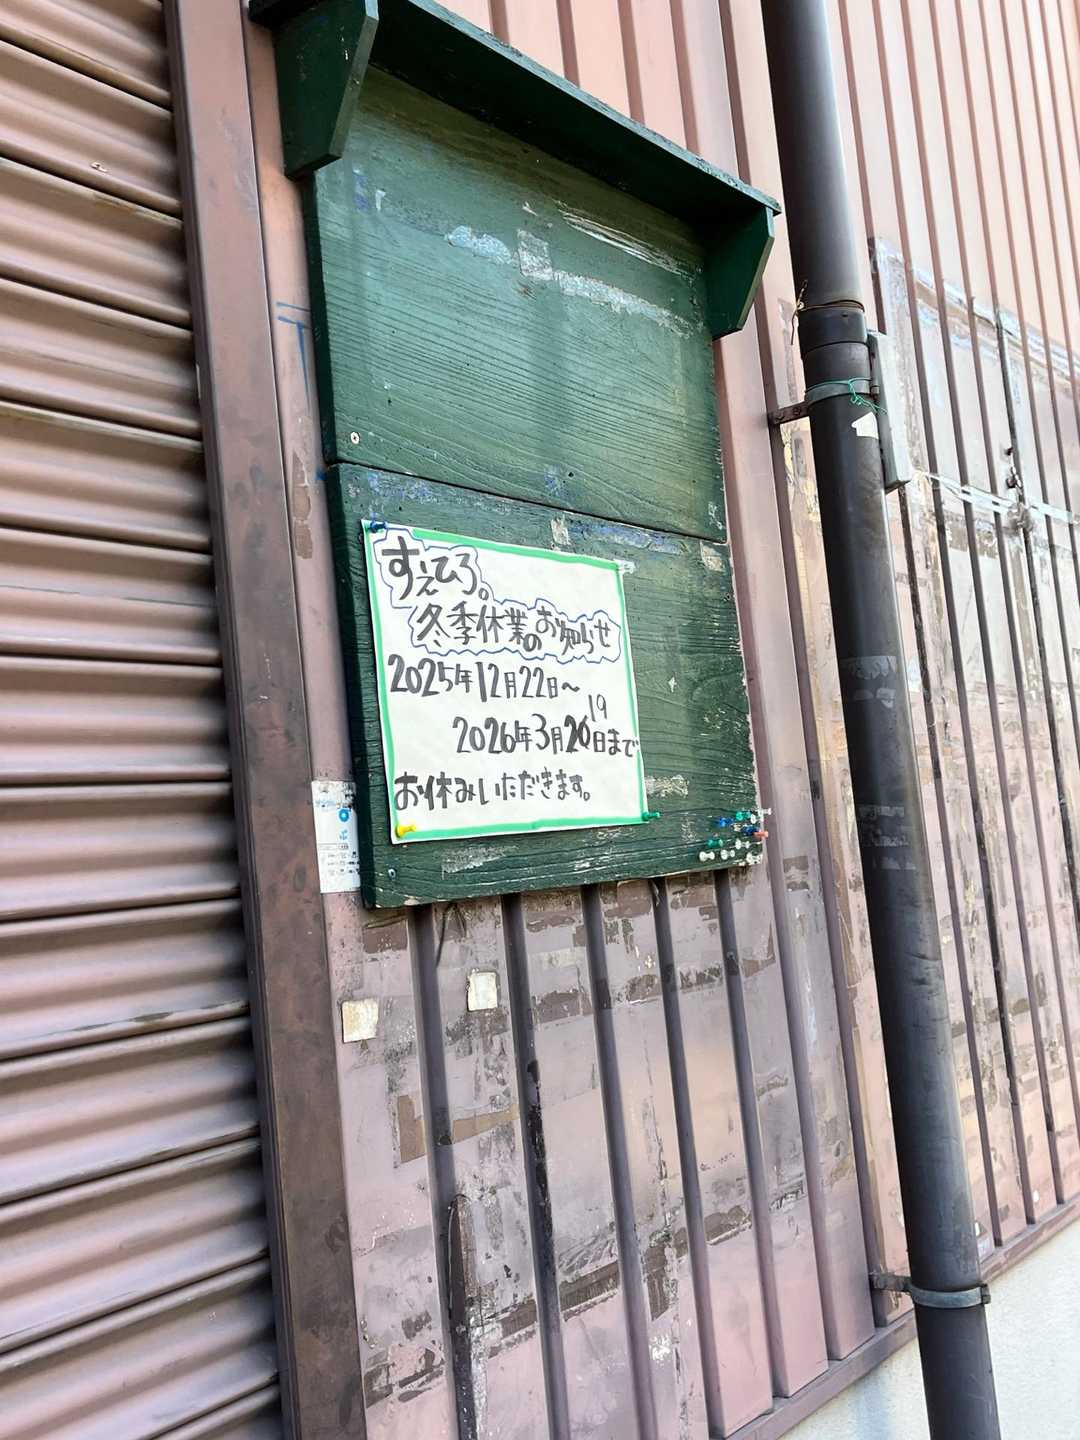 すえひろ。
冬季休業のお知らせ
2025年12月22日～
19
2026年3月20日まで
お休みいただきます。